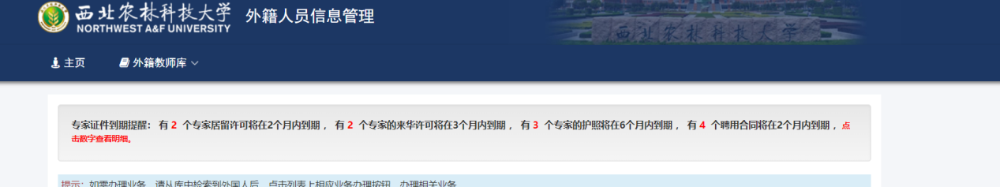 西北农林科技大学
NORTHWEST A&F UNIVERSITY
外籍人员信息管理
西北农林科技大学
主页
外籍教师库
专家证件到期提醒： 有 2 个专家居留许可将在2个月内到期 ， 有 2 个专家的来华许可将在3个月内到期 ， 有 3 个专家的护照将在6个月内到期 ， 有 4 个聘用合同将在2个月内到期 ，点
击数字查看明细。
提示：如需办理业务，请从库中检索到外国人后，点击列表上相应业务办理按钮，办理相关业务